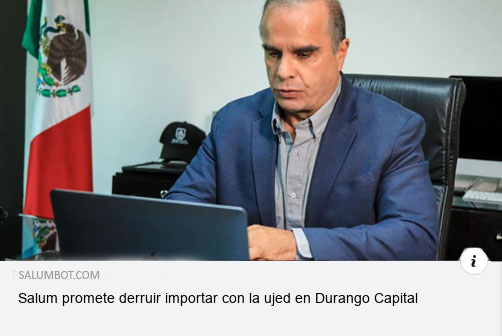 SALUMBOT.COM
Salum promete derruir importar con la ujed en Durango Capital
i